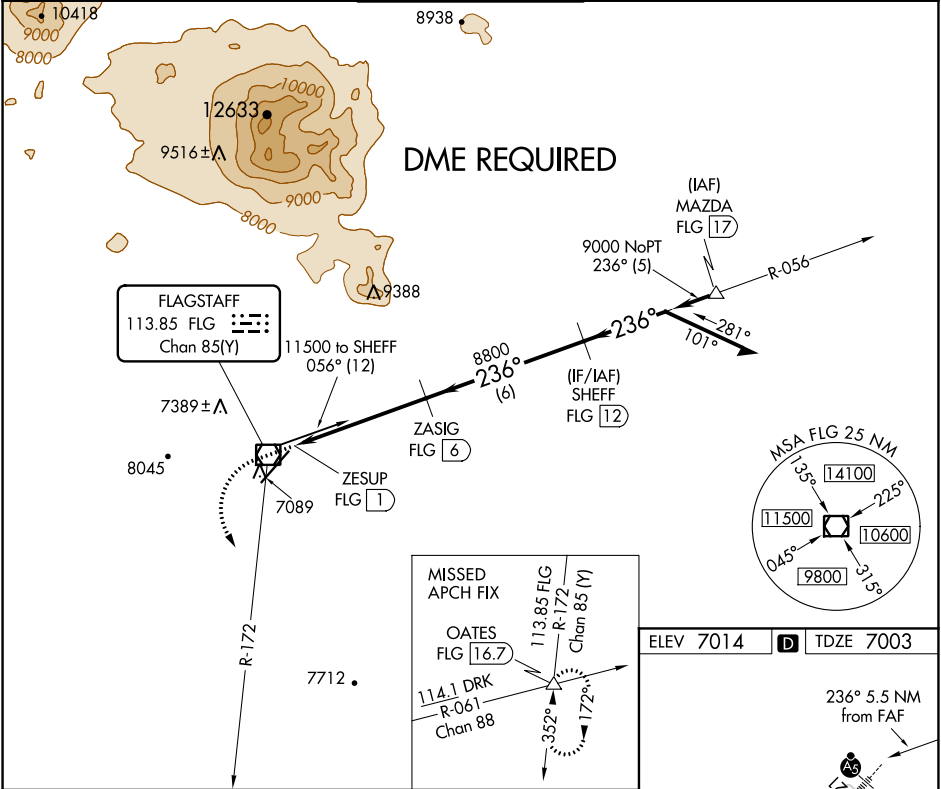 10418
9000
8000
8938
10000
12633
9516±
9000
8000
9388
DME REQUIRED
(IAF)
MAZDA
FLG 17
9000 NoPT
236° (5)
R-056
FLAGSTAFF
113.85 FLG
Chan 85(Y)
11500 to SHEFF
056° (12)
8800
236°
(6)
236°
281°
101°
(IF/IAF)
SHEFF
FLG 12
7389±
ZASIG
FLG 6
8045
ZESUP
FLG 1
7089
MSA FLG 25 NM
135°
14100
225°
11500
10600
045°
9800
315°
R-172
7712
MISSED
APCH FIX
OATES
FLG 16.7
113.85 FLG
R-172
Chan 85 (Y)
114.1 DRK
R-061
Chan 88
352°
172°
ELEV 7014 D TDZE 7003
236° 5.5 NM
from FAF
A5